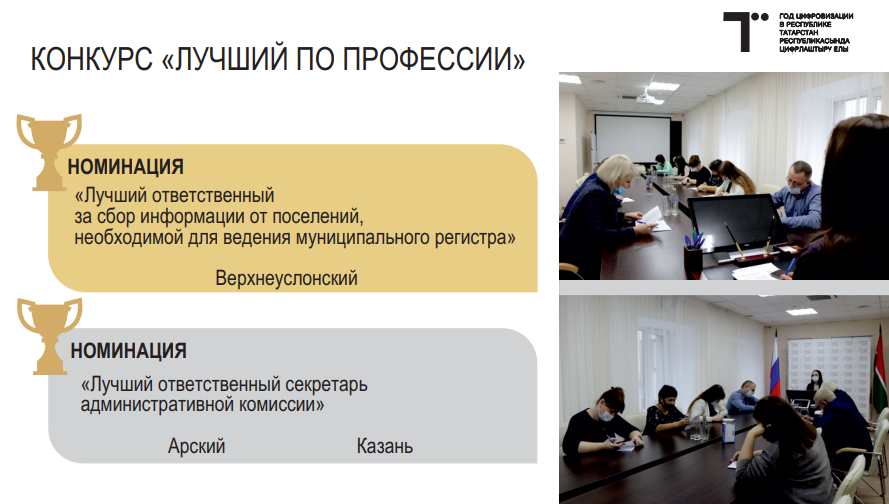 ГОД ЦИФРОВИЗАЦИИ
В РЕСПУБЛИКЕ
ТАТАРСТАН
РЕСПУБЛИКАСЫНДА
ЦИФРЛАШТЫРУ ЕЛЫ
КОНКУРС «ЛУЧШИЙ ПО ПРОФЕССИИ»
НОМИНАЦИЯ
«Лучший ответственный
за сбор информации от поселений,
необходимой для ведения муниципального регистра»
Верхнеуслонский
НОМИНАЦИЯ
«Лучший ответственный секретарь
административной комиссии»
Арский Казань